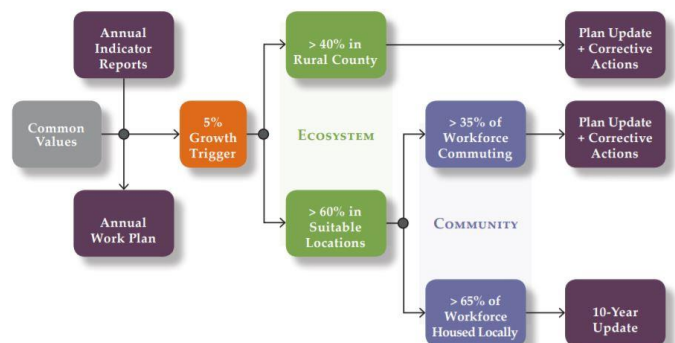 Annual
Indicator
Reports
Common
Values
Annual
Work Plan
5%
Growth
Trigger
> 40% in
Rural County
ECOSYSTEM
> 60% in
Suitable
Locations
> 35% of
Workforce
Commuting
COMMUNITY
> 65% of
Workforce
Housed Locally
Plan Update
+ Corrective
Actions
Plan Update
+ Corrective
Actions
10-Year
Update